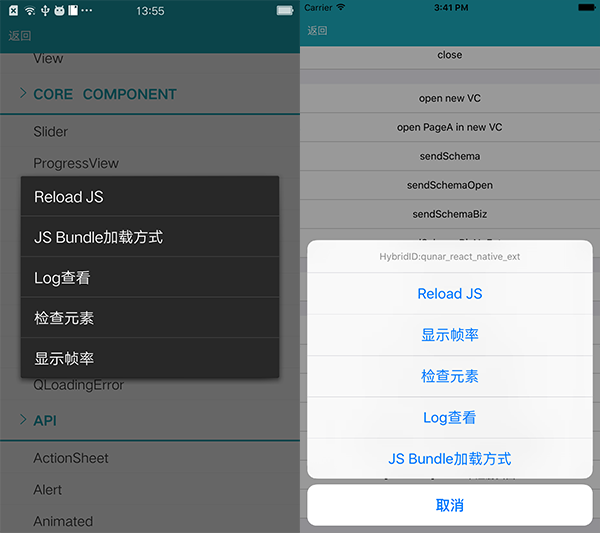 13:55
返回
View
CORE COMPONENT
Slider
ProgressView
Reload JS
JS Bundle加载方式
Log查看
检查元素
显示帧率
QLoadingError
API
ActionSheet
Alert
Animated
Carrier
3:41 PM
返回
close
open new VC
open PageA in new VC
sendSchema
sendSchemaOpen
sendSchemaBiz
HybridID:qunar_react_native_ext
Reload JS
显示帧率
检查元素
Log查看
JS Bundle加载方式
取消